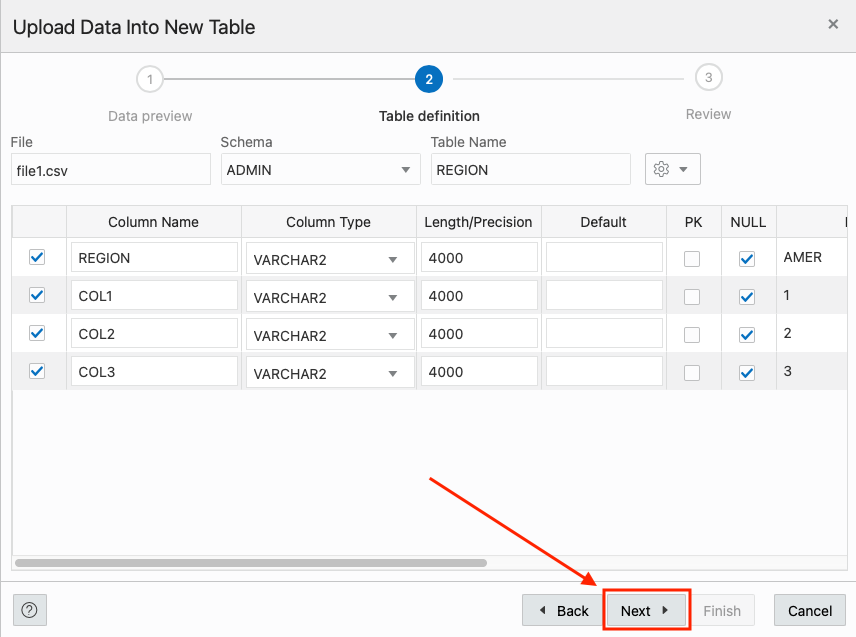 Upload Data Into New Table
1 2 3
Data preview Table definition Review
File Schema Table Name
file1.csv ADMIN REGION
Column Name Column Type Length/Precision Default PK NULL
REGION VARCHAR2 4000 AMER
COL1 VARCHAR2 4000 1
COL2 VARCHAR2 4000 2
COL3 VARCHAR2 4000 3
? Back Next Finish Cancel